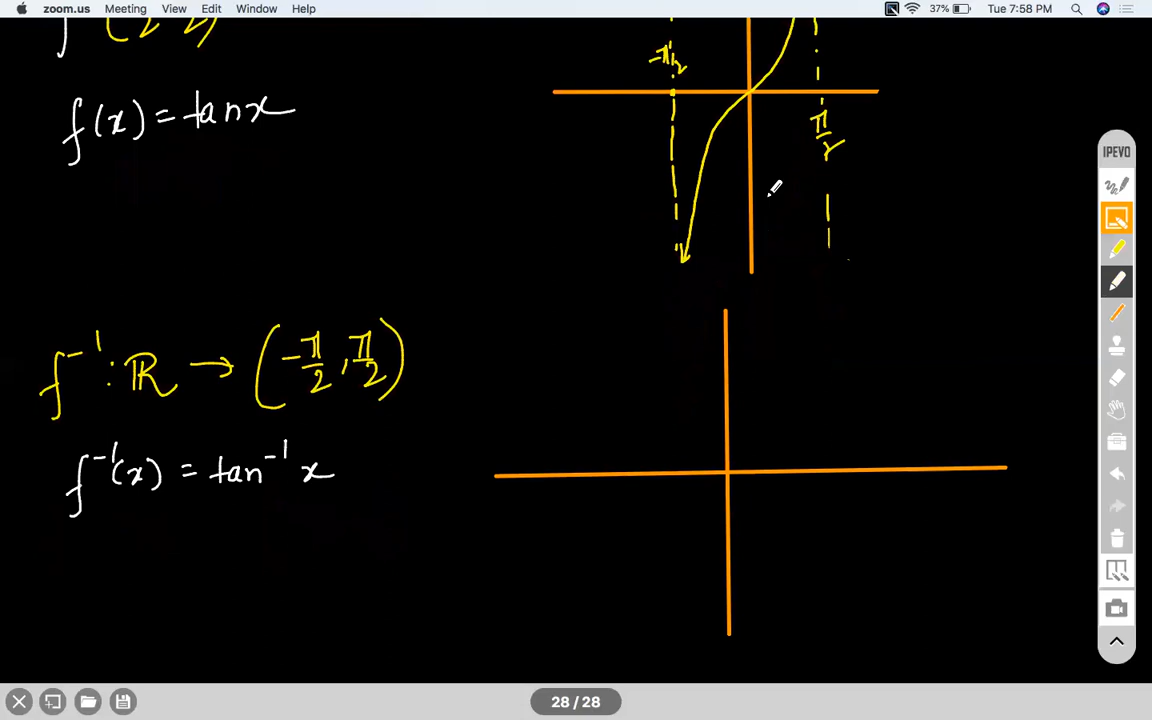 zoom.us Meeting View Edit Window Help 37% Tue 7:58 PM
-π/2
f(x) = tan x
π/2
IPEVO
f⁻¹ : ℝ → (-π/2, π/2)
f⁻¹(x) = tan⁻¹ x
28 / 28